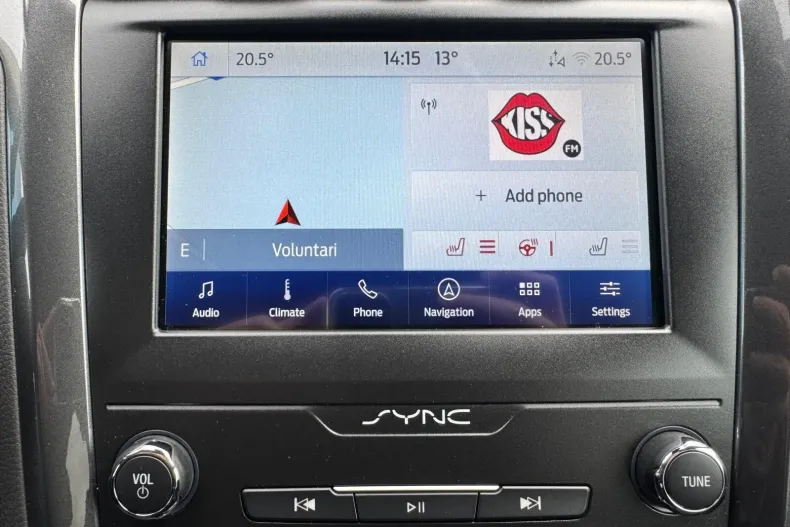 20.5° 14:15 13° 20.5°
KISS
FM
+ Add phone
E Voluntari
Audio Climate Phone Navigation Apps Settings
SYNC
VOL
TUNE